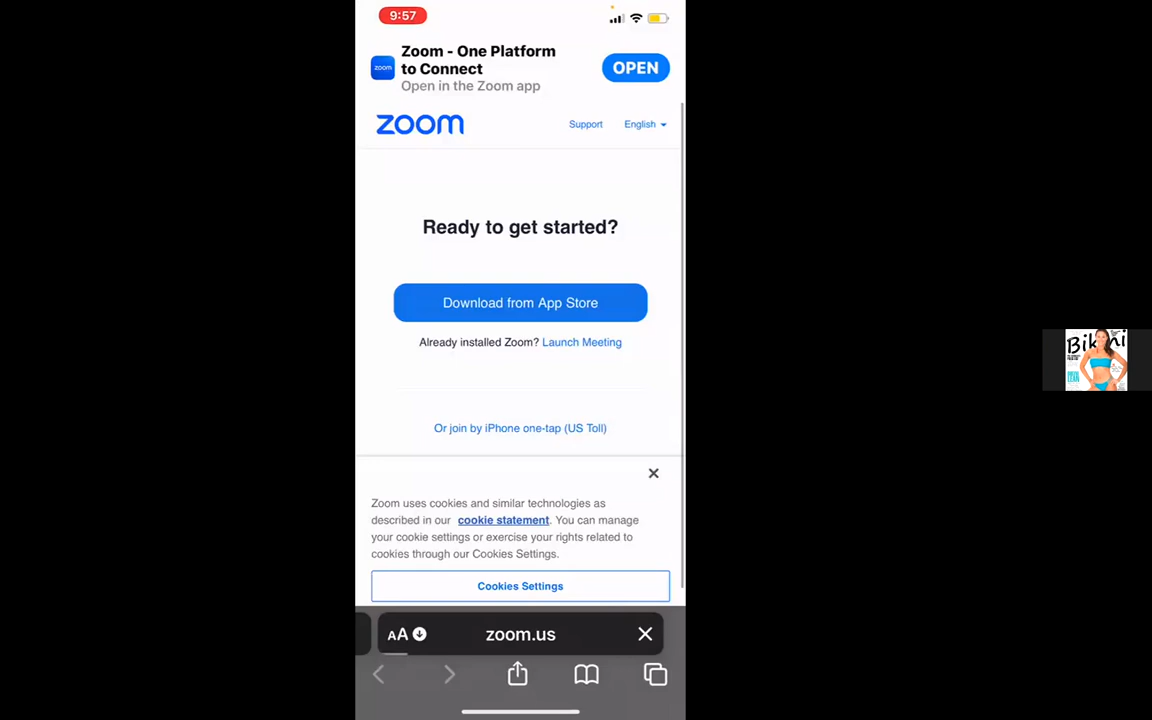 9:57
Zoom - One Platform
to Connect
Open in the Zoom app
OPEN
zoom
zoom
Support
English
Ready to get started?
Download from App Store
Already installed Zoom? Launch Meeting
Or join by iPhone one-tap (US Toll)
Zoom uses cookies and similar technologies as
described in our cookie statement. You can manage
your cookie settings or exercise your rights related to
cookies through our Cookies Settings.
Cookies Settings
AA
zoom.us
Bikini